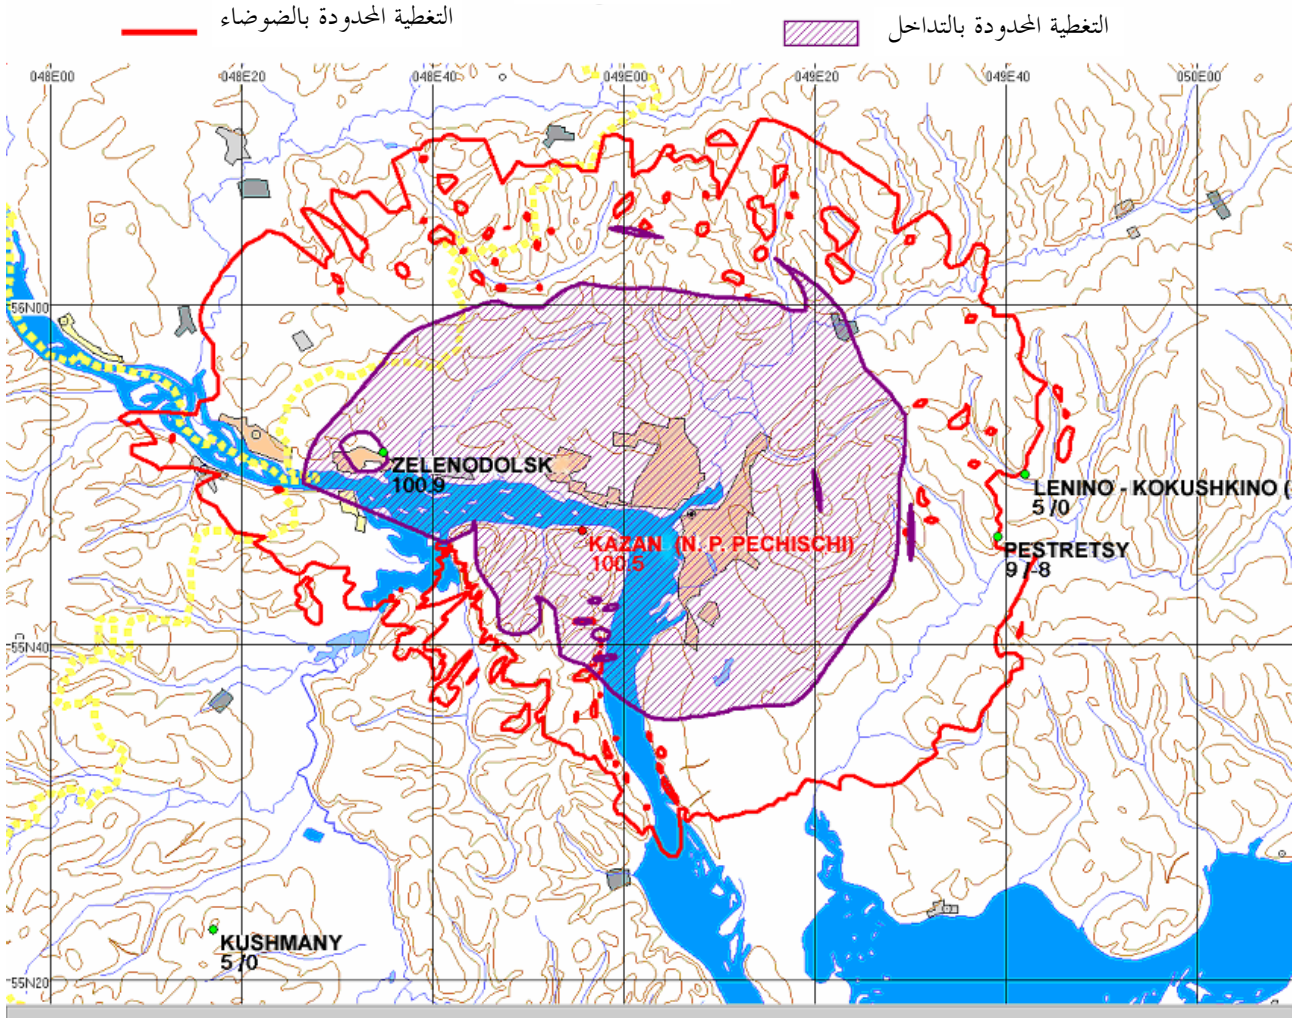 التغطية المحدودة بالضوضاء
التغطية المحدودة بالتداخل
048E00 048E20 048E40 049E00 049E20 049E40 050E00
56N00
ZELENODOLSK
100.9
LENINO - KOKUSHKINO (
5 /0
KAZAN (N. P. PECHISCHI)
100.5
PESTRETSY
9 /-8
55N40
KUSHMANY
5 /0
55N20